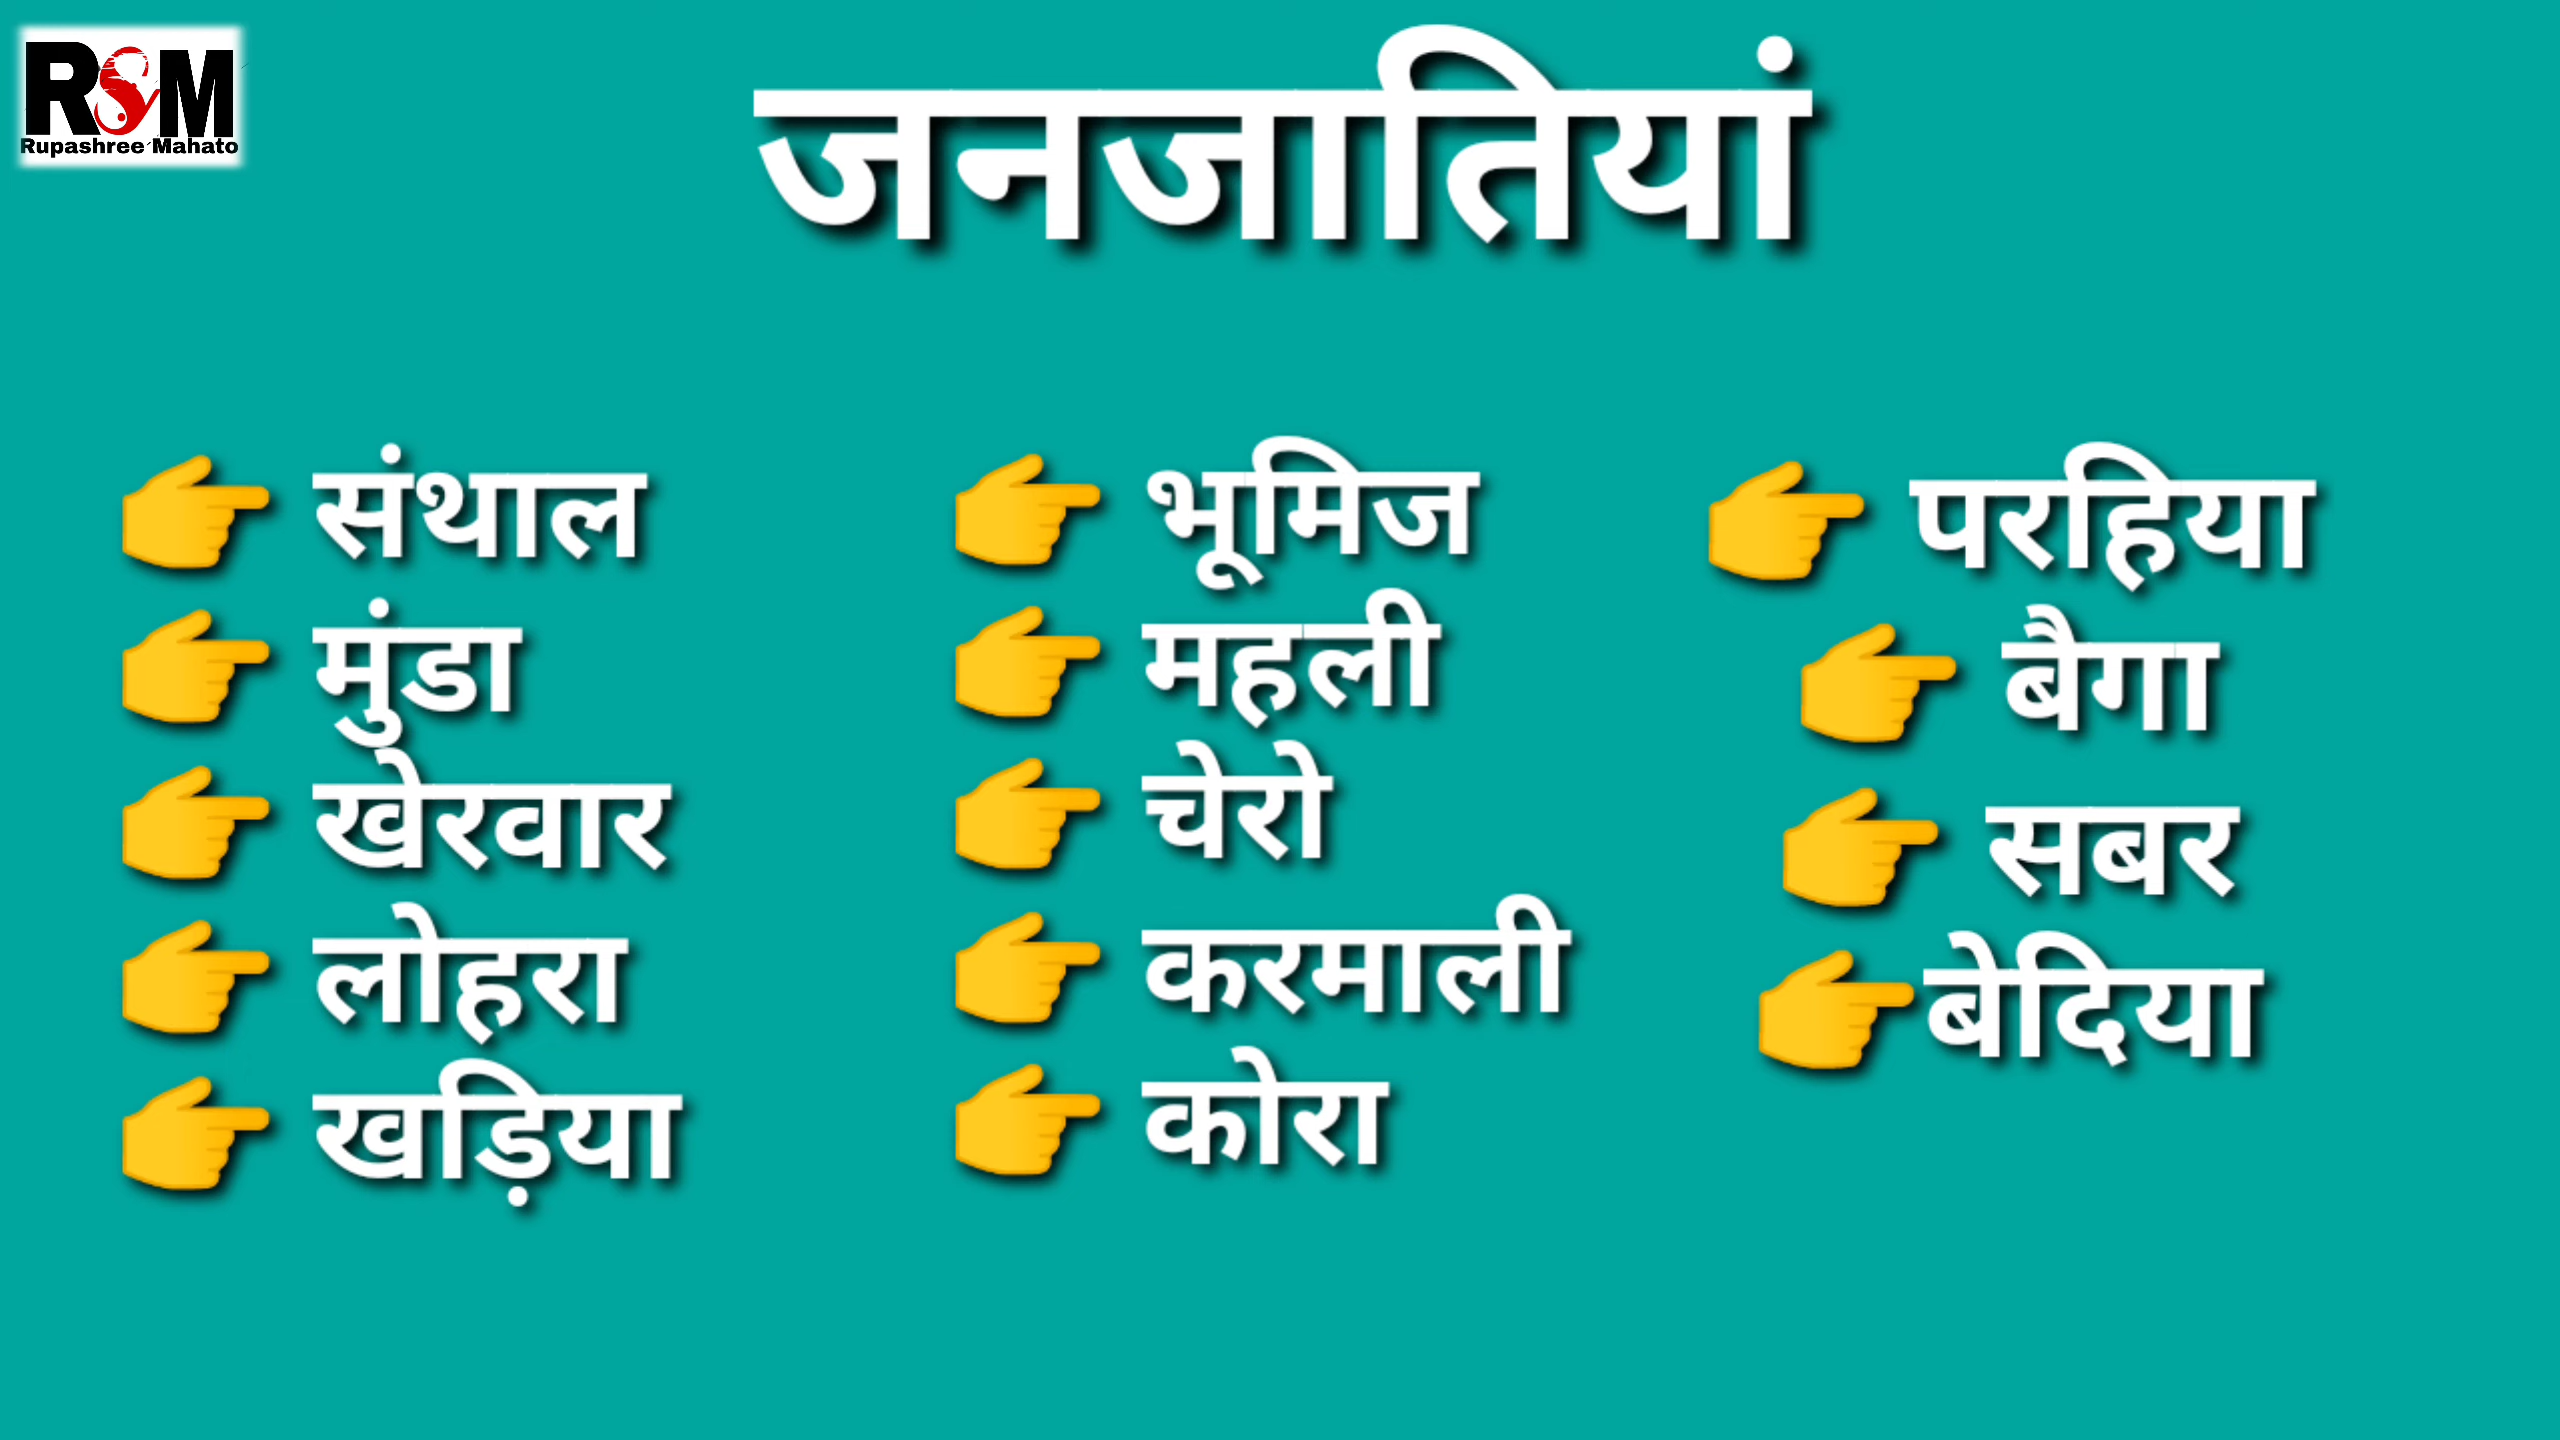 RSM
Rupashree Mahato
जनजातियां
👉 संथाल
👉 मुंडा
👉 खेरवार
👉 लोहरा
👉 खड़िया
👉 भूमिज
👉 महली
👉 चेरो
👉 करमाली
👉 कोरा
👉 परहिया
👉 बैगा
👉 सबर
👉बेदिया